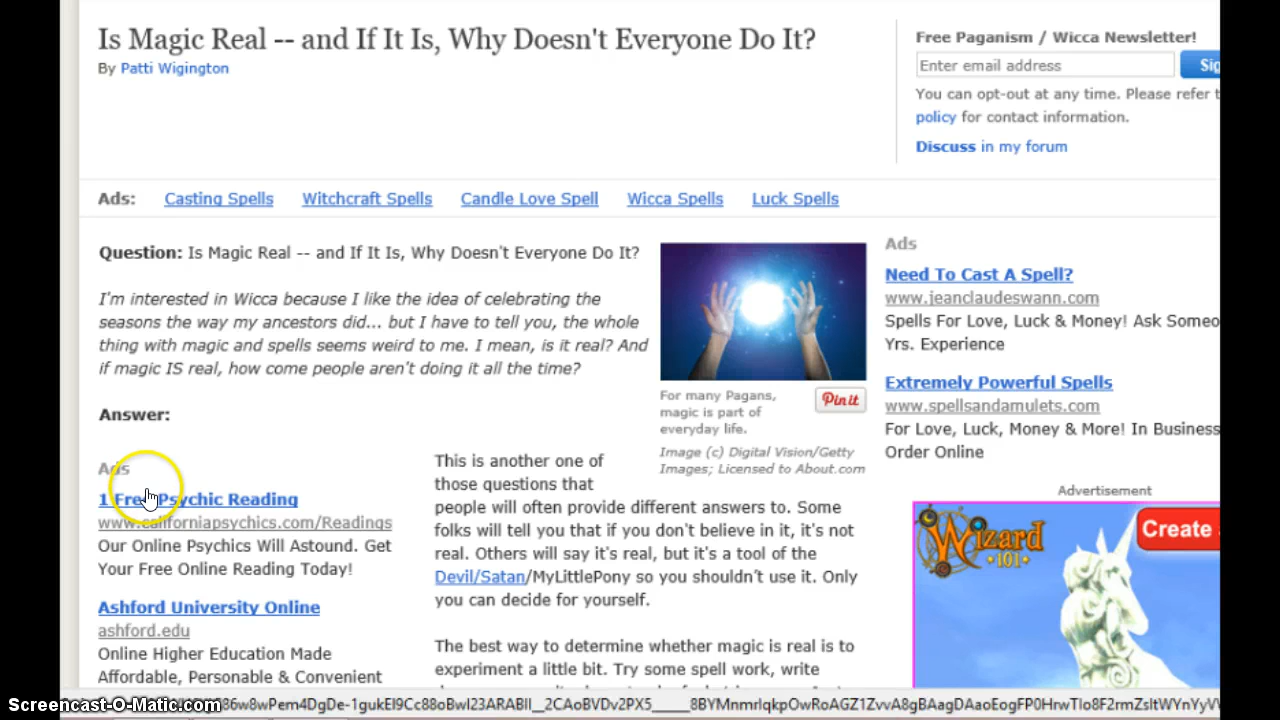 Is Magic Real -- and If It Is, Why Doesn't Everyone Do It?
By Patti Wigington
Free Paganism / Wicca Newsletter!
Enter email address
Sig
You can opt-out at any time. Please refer t
policy for contact information.
Discuss in my forum
Ads: Casting Spells Witchcraft Spells Candle Love Spell Wicca Spells Luck Spells
Question: Is Magic Real -- and If It Is, Why Doesn't Everyone Do It?
I'm interested in Wicca because I like the idea of celebrating the
seasons the way my ancestors did... but I have to tell you, the whole
thing with magic and spells seems weird to me. I mean, is it real? And
if magic IS real, how come people aren't doing it all the time?
Answer:
For many Pagans,
magic is part of
everyday life.
Pin it
Image (c) Digital Vision/Getty
Images; Licensed to About.com
Ads
1 Free Psychic Reading
www.californiapsychics.com/Readings
Our Online Psychics Will Astound. Get
Your Free Online Reading Today!
Ashford University Online
ashford.edu
Online Higher Education Made
Affordable, Personable & Convenient
This is another one of
those questions that
people will often provide different answers to. Some
folks will tell you that if you don't believe in it, it's not
real. Others will say it's real, but it's a tool of the
Devil/Satan/MyLittlePony so you shouldn't use it. Only
you can decide for yourself.
The best way to determine whether magic is real is to
experiment a little bit. Try some spell work, write
Ads
Need To Cast A Spell?
www.jeanclaudeswann.com
Spells For Love, Luck & Money! Ask Someo
Yrs. Experience
Extremely Powerful Spells
www.spellsandamulets.com
For Love, Luck, Money & More! In Business
Order Online
Advertisement
Wizard
101
Create
Screencast-O-Matic.com